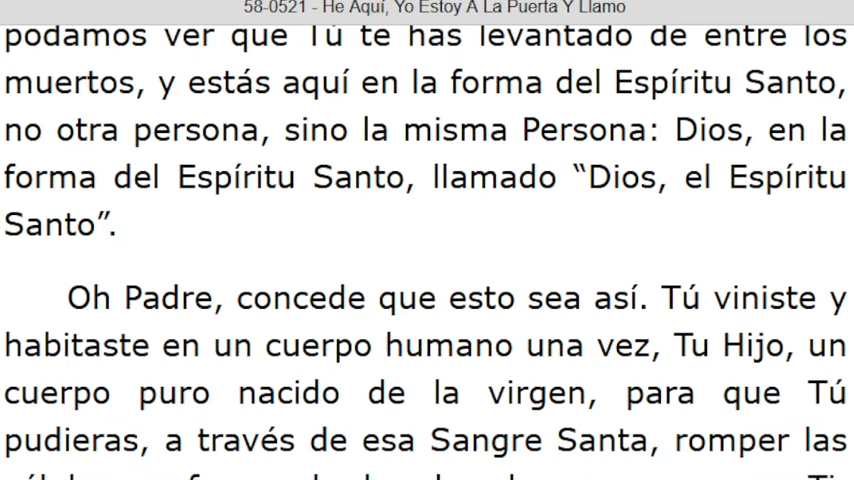 58-0521 - He Aquí, Yo Estoy A La Puerta Y Llamo
podamos ver que Tú te has levantado de entre los
muertos, y estás aquí en la forma del Espíritu Santo,
no otra persona, sino la misma Persona: Dios, en la
forma del Espíritu Santo, llamado “Dios, el Espíritu
Santo”.
Oh Padre, concede que esto sea así. Tú viniste y
habitaste en un cuerpo humano una vez, Tu Hijo, un
cuerpo puro nacido de la virgen, para que Tú
pudieras, a través de esa Sangre Santa, romper las